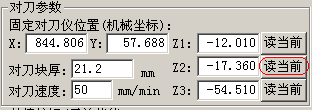 对刀参数
固定对刀仪位置(机械坐标):
X: 844.806 Y: 57.688 Z1: -12.010 读当前
对刀块厚: 21.2 mm Z2: -17.360 读当前
对刀速度: 50 mm/min Z3: -54.510 读当前